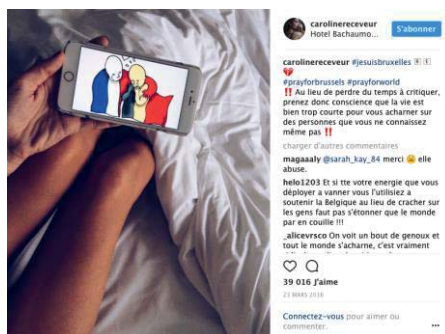 carolinereceveur
Hotel Bachaumo...
S'abonner
carolinereceveur #jesuisbruxelles 🇧 🇪
💔
#prayforbrussels #prayforworld
‼️ Au lieu de perdre du temps à critiquer,
prenez donc conscience que la vie est
bien trop courte pour vous acharner sur
des personnes que vous ne connaissez
même pas ‼️
charger d'autres commentaires
magaaaly @sarah_kay_84 merci 😄 elle
abuse.
helo1203 Et si tte votre energie que vous
déployer a vanner vous l'utilisiez a
soutenir la Belgique au lieu de cracher sur
les gens faut pas s'étonner que le monde
par en couille !!!
_alicevrsco On voit un bout de genoux et
tout le monde s'acharne, c'est vraiment
39 016 J'aime
23 MARS 2016
Connectez-vous pour aimer ou
commenter.